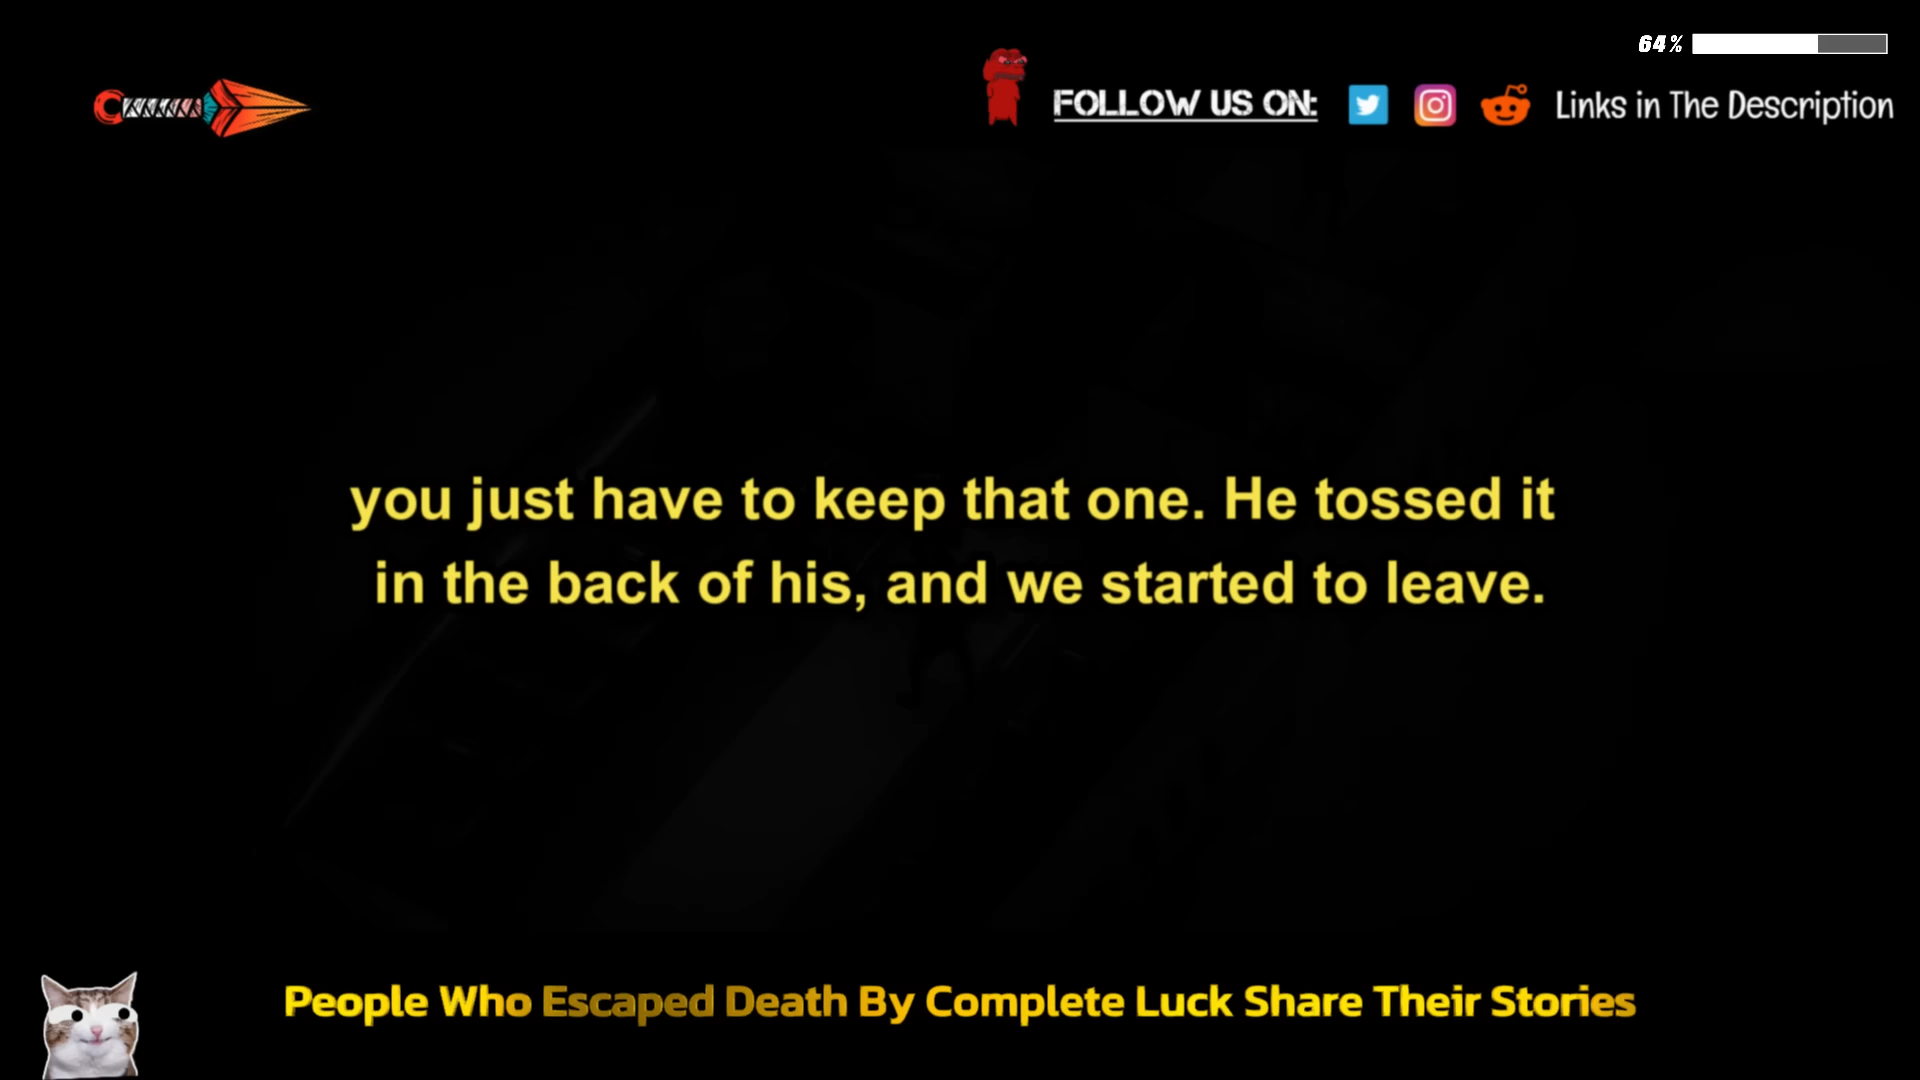 64%
FOLLOW US ON:
Links in The Description
you just have to keep that one. He tossed it
in the back of his, and we started to leave.
People Who Escaped Death By Complete Luck Share Their Stories